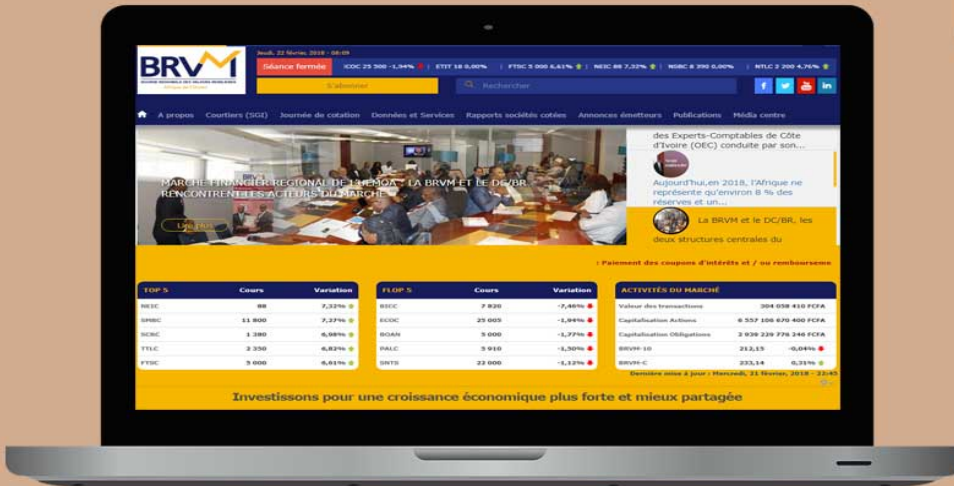 BRVM
BOURSE REGIONALE DES VALEURS MOBILIERES
Afrique de l'Ouest
Jeudi, 22 février, 2018 - 08:09
Séance fermée
ICOC 25 500 -1,94% | ETIT 18 0,00% | FTSC 5 000 6,61% | NEIC 88 7,32% | NSBC 8 390 0,00% | NTLC 2 200 4,76%
S'abonner
Rechercher
A propos Courtiers (SGI) Journée de cotation Données et Services Rapports sociétés cotées Annonces émetteurs Publications Média centre
MARCHE FINANCIER REGIONAL DE L'UEMOA : LA BRVM ET LE DC/BR
RENCONTRENT LES ACTEURS DU MARCHE
Lire plus
des Experts-Comptables de Côte
d'Ivoire (OEC) conduite par son...
Aujourd'hui,en 2018, l'Afrique ne
représente qu'environ 8 % des
réserves et un...
La BRVM et le DC/BR, les
deux structures centrales du
: Paiement des coupons d'intérêts et / ou rembourseme
TOP 5 Cours Variation
NEIC 88 7,32%
SMBC 11 800 7,27%
SCRC 1 280 6,98%
TTLC 2 350 6,82%
FTSC 5 000 6,61%
FLOP 5 Cours Variation
BICC 7 820 -7,46%
ECOC 25 005 -1,94%
BOAN 5 000 -1,77%
PALC 5 910 -1,50%
SNTS 22 000 -1,12%
ACTIVITÉS DU MARCHÉ
Valeur des transactions 304 058 410 FCFA
Capitalisation Actions 6 557 106 670 400 FCFA
Capitalisation Obligations 2 939 229 776 246 FCFA
BRVM-10 212,15 -0,04%
BRVM-C 233,14 0,31%
Dernière mise à jour : Mercredi, 21 février, 2018 - 22:45
Investissons pour une croissance économique plus forte et mieux partagée